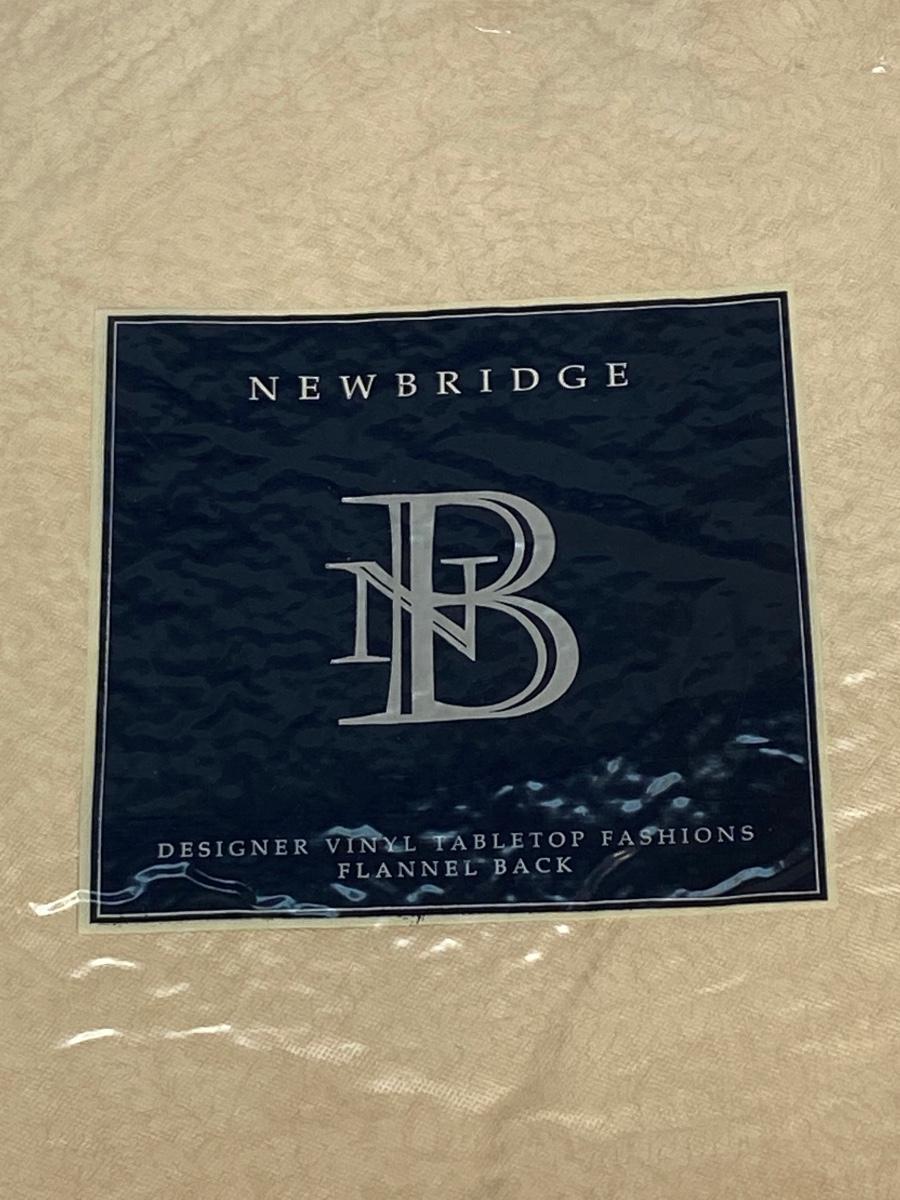 NEWBRIDGE
NB
DESIGNER VINYL TABLETOP FASHIONS
FLANNEL BACK